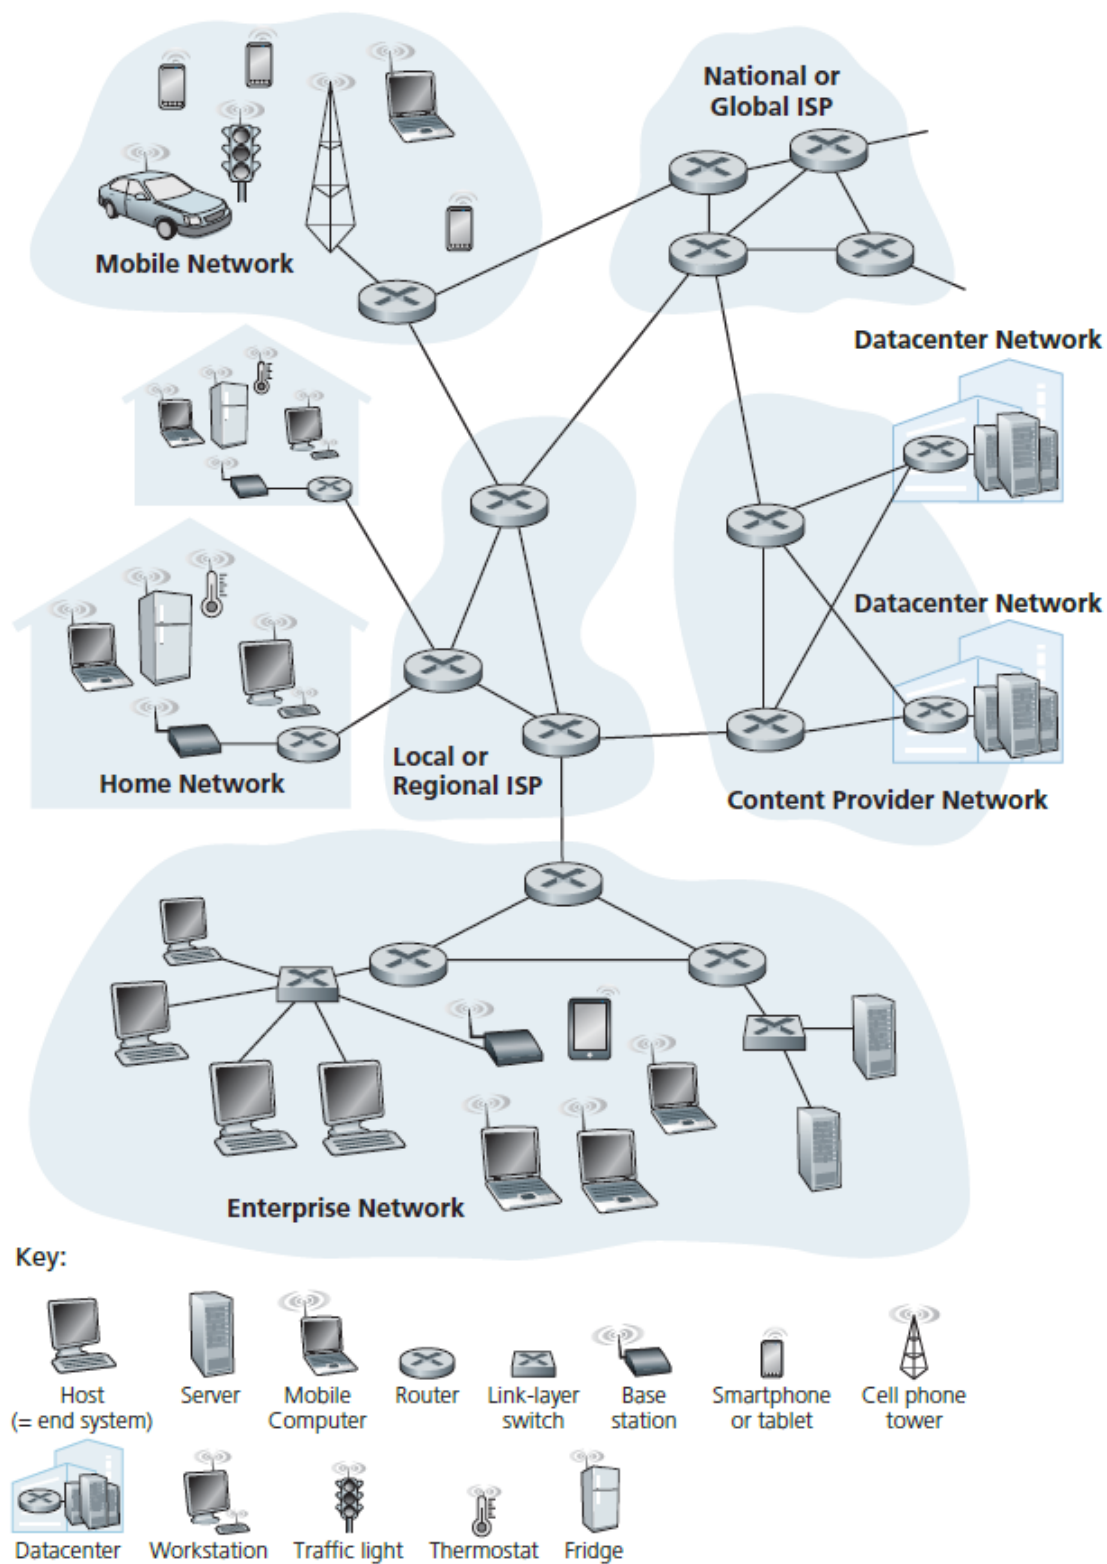 National or
Global ISP
Mobile Network
Datacenter Network
Datacenter Network
Local or
Regional ISP
Home Network
Content Provider Network
Enterprise Network
Key:
Host
(= end system)
Server
Mobile
Computer
Router
Link-layer
switch
Base
station
Smartphone
or tablet
Cell phone
tower
Datacenter
Workstation
Traffic light
Thermostat
Fridge